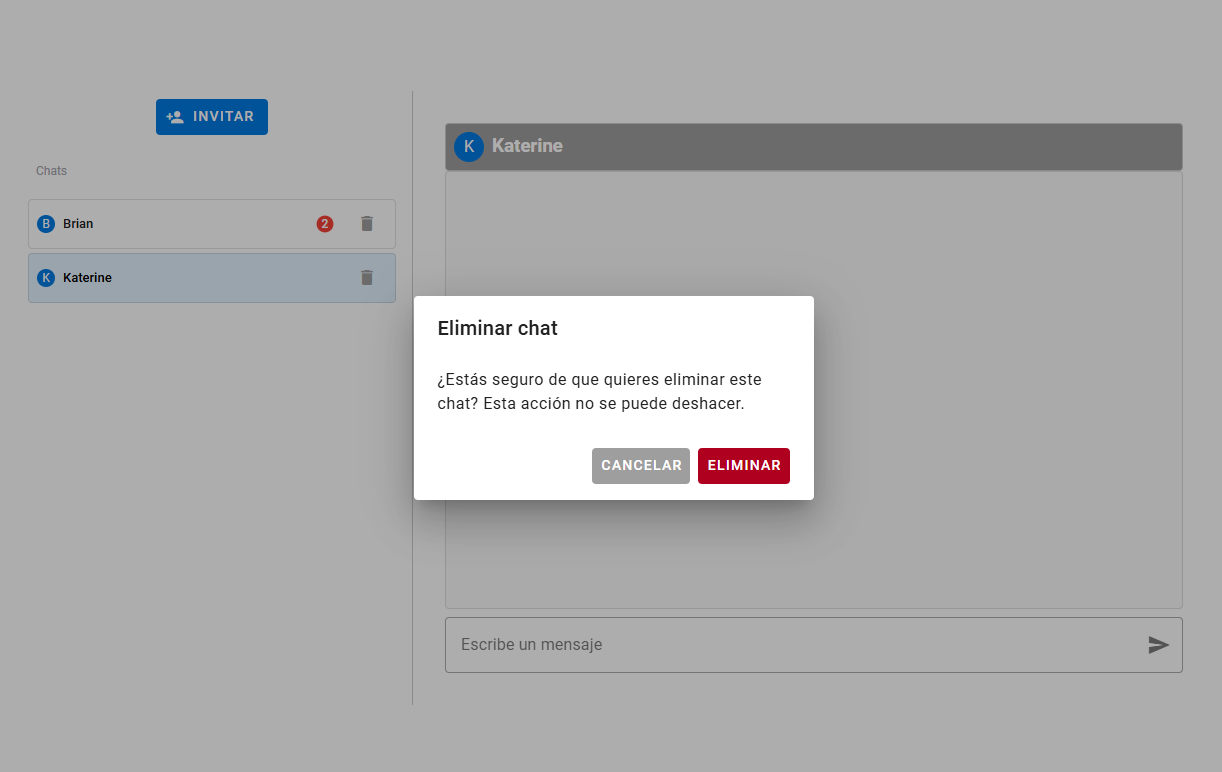 INVITAR
Chats
B Brian 2
K Katerine
K Katerine
Eliminar chat
¿Estás seguro de que quieres eliminar este
chat? Esta acción no se puede deshacer.
CANCELAR ELIMINAR
Escribe un mensaje